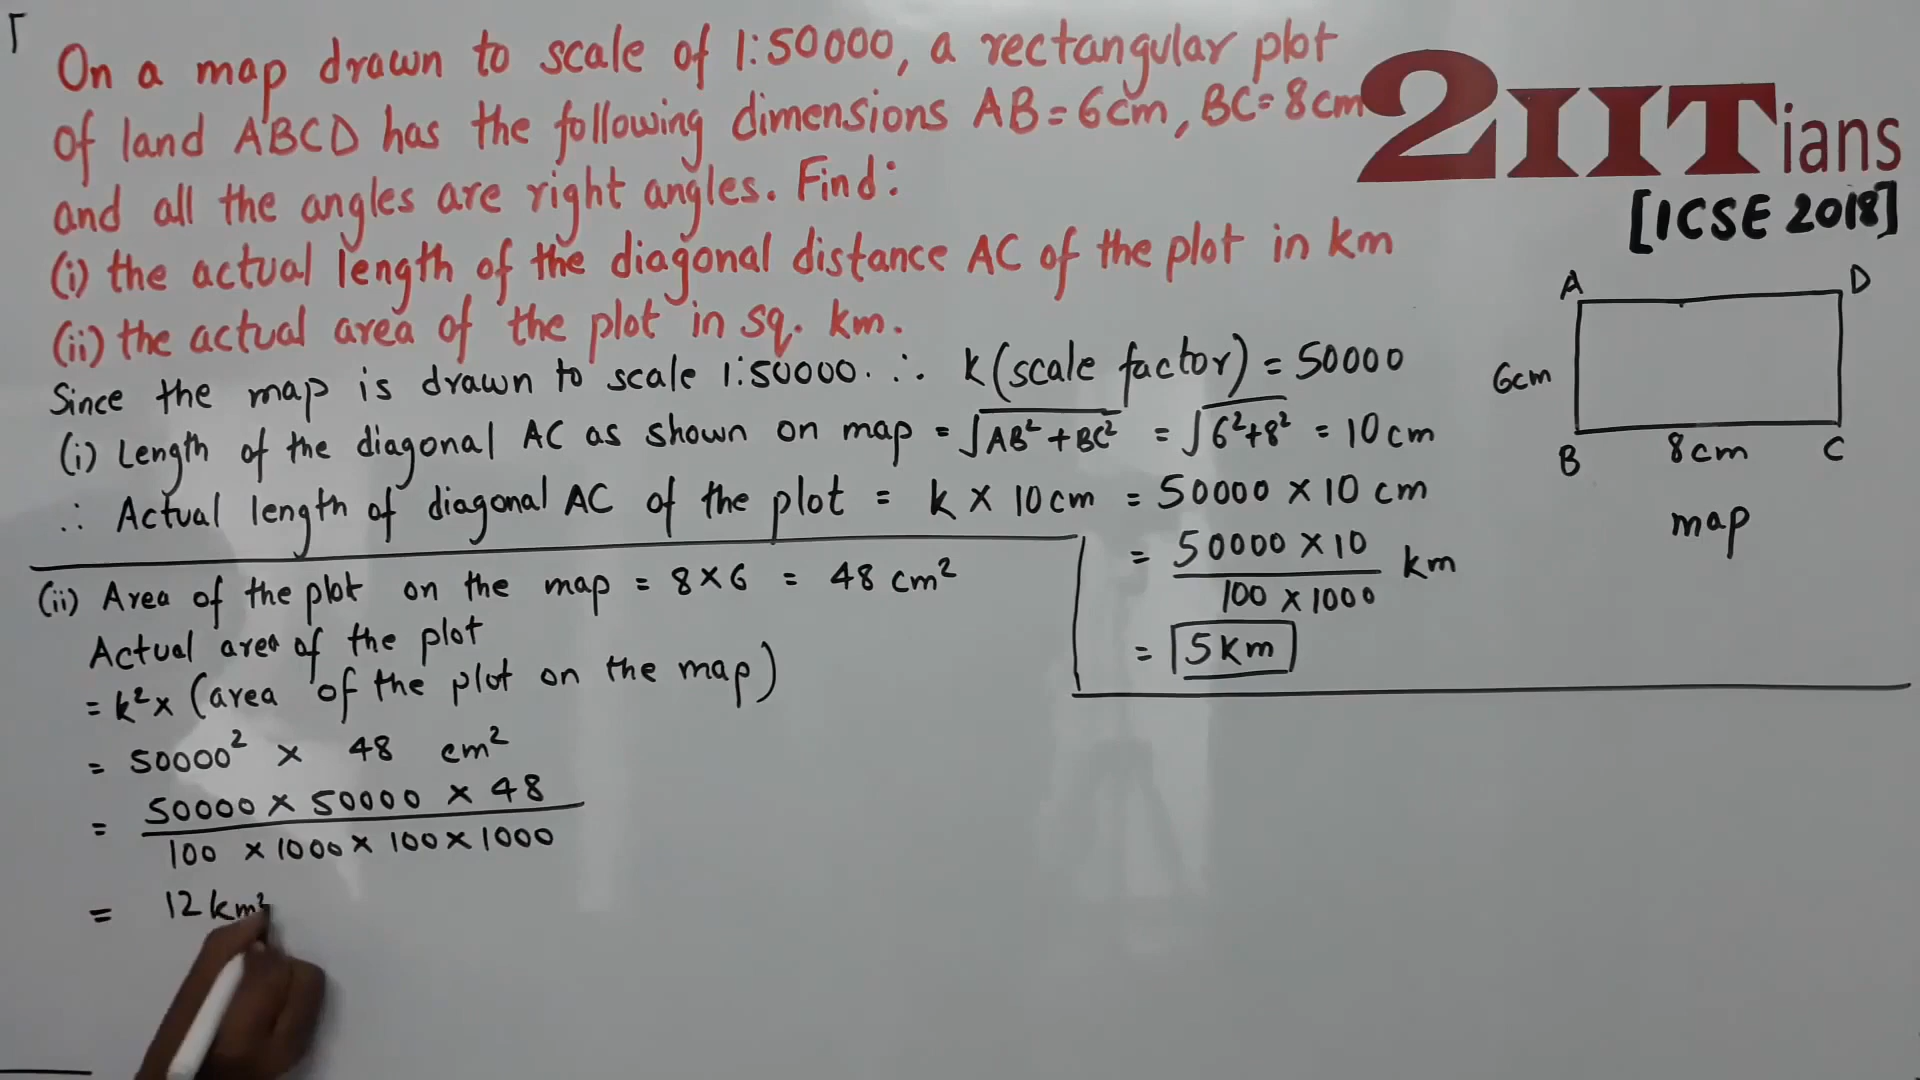 On a map drawn to scale of 1:50000, a rectangular plot
of land ABCD has the following dimensions AB=6cm, BC=8cm
and all the angles are right angles. Find:
(i) the actual length of the diagonal distance AC of the plot in km
(ii) the actual area of the plot in sq. km.
2IITians
[ICSE 2018]
Since the map is drawn to scale 1:50000. ∴ k(scale factor) = 50000
(i) Length of the diagonal AC as shown on map = √AB²+BC² = √6²+8² = 10cm
∴ Actual length of diagonal AC of the plot = k × 10cm = 50000 × 10 cm
= 50000 × 10 / 100 × 1000 km
= 5km
(ii) Area of the plot on the map = 8×6 = 48 cm²
Actual area of the plot
= k²× (area of the plot on the map)
= 50000² × 48 cm²
= 50000 × 50000 × 48
100 × 1000 × 100 × 1000
= 12 km²
A D
6cm
B 8cm C
map